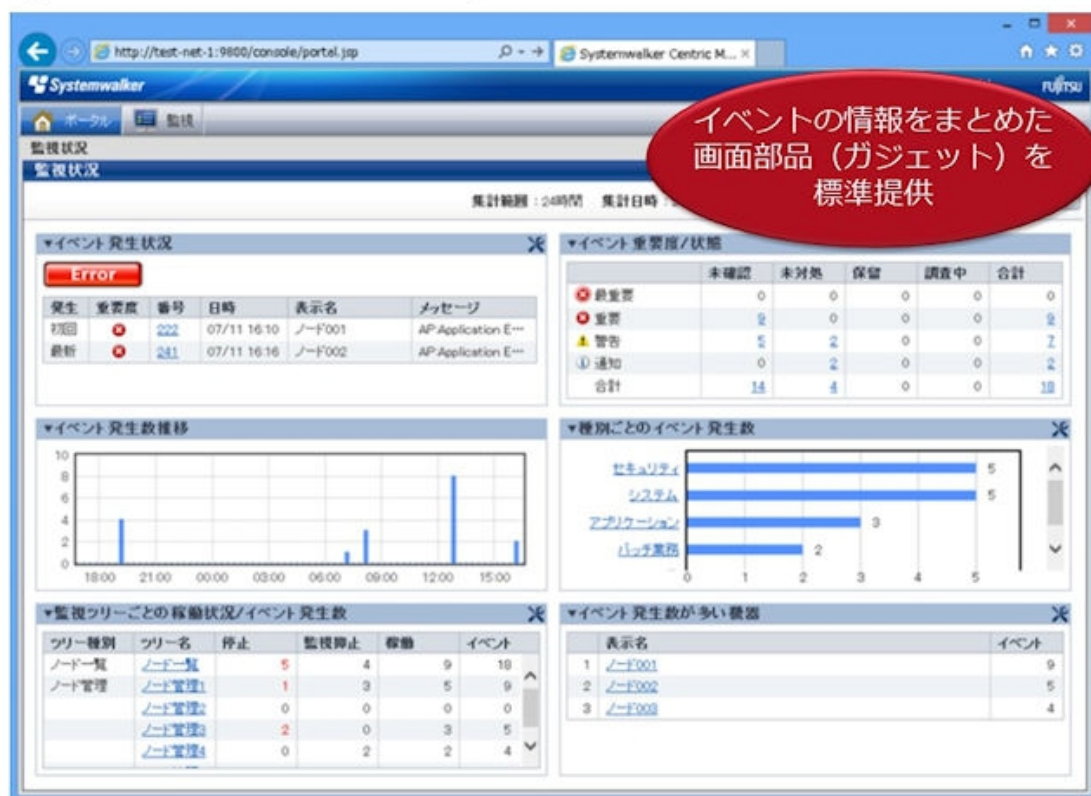 http://test-net-1:9800/console/portal.jsp
Systemwalker Centric M...
Systemwalker
FUJITSU
ポータル 監視
監視状況
監視状況
イベントの情報をまとめた
画面部品（ガジェット）を
標準提供
集計範囲：24時間 集計日時：
▼イベント発生状況
Error
発生 重要度 番号 日時 表示名 メッセージ
初回 222 07/11 16:10 ノード001 AP:Application E…
最新 241 07/11 16:16 ノード002 AP:Application E…
▼イベント重要度/状態
未確認 未対処 保留 調査中 合計
最重要 0 0 0 0 0
重要 9 0 0 0 9
警告 5 2 0 0 7
通知 0 2 0 0 2
合計 14 4 0 0 18
▼イベント発生数推移
10
8
6
4
2
0
18:00 21:00 00:00 03:00 06:00 09:00 12:00 15:00
▼種別ごとのイベント発生数
セキュリティ 5
システム 5
アプリケーション 3
バッチ業務 2
0 1 2 3 4 5
▼監視ツリーごとの稼働状況/イベント発生数
ツリー種別 ツリー名 停止 監視抑止 稼働 イベント
ノード一覧 ノード一覧 5 4 9 18
ノード管理 ノード管理1 1 3 5 9
ノード管理2 0 0 0 0
ノード管理3 2 0 3 5
ノード管理4 0 2 2 4
▼イベント発生数が多い機器
表示名 イベント
1 ノード001 9
2 ノード002 5
3 ノード003 4